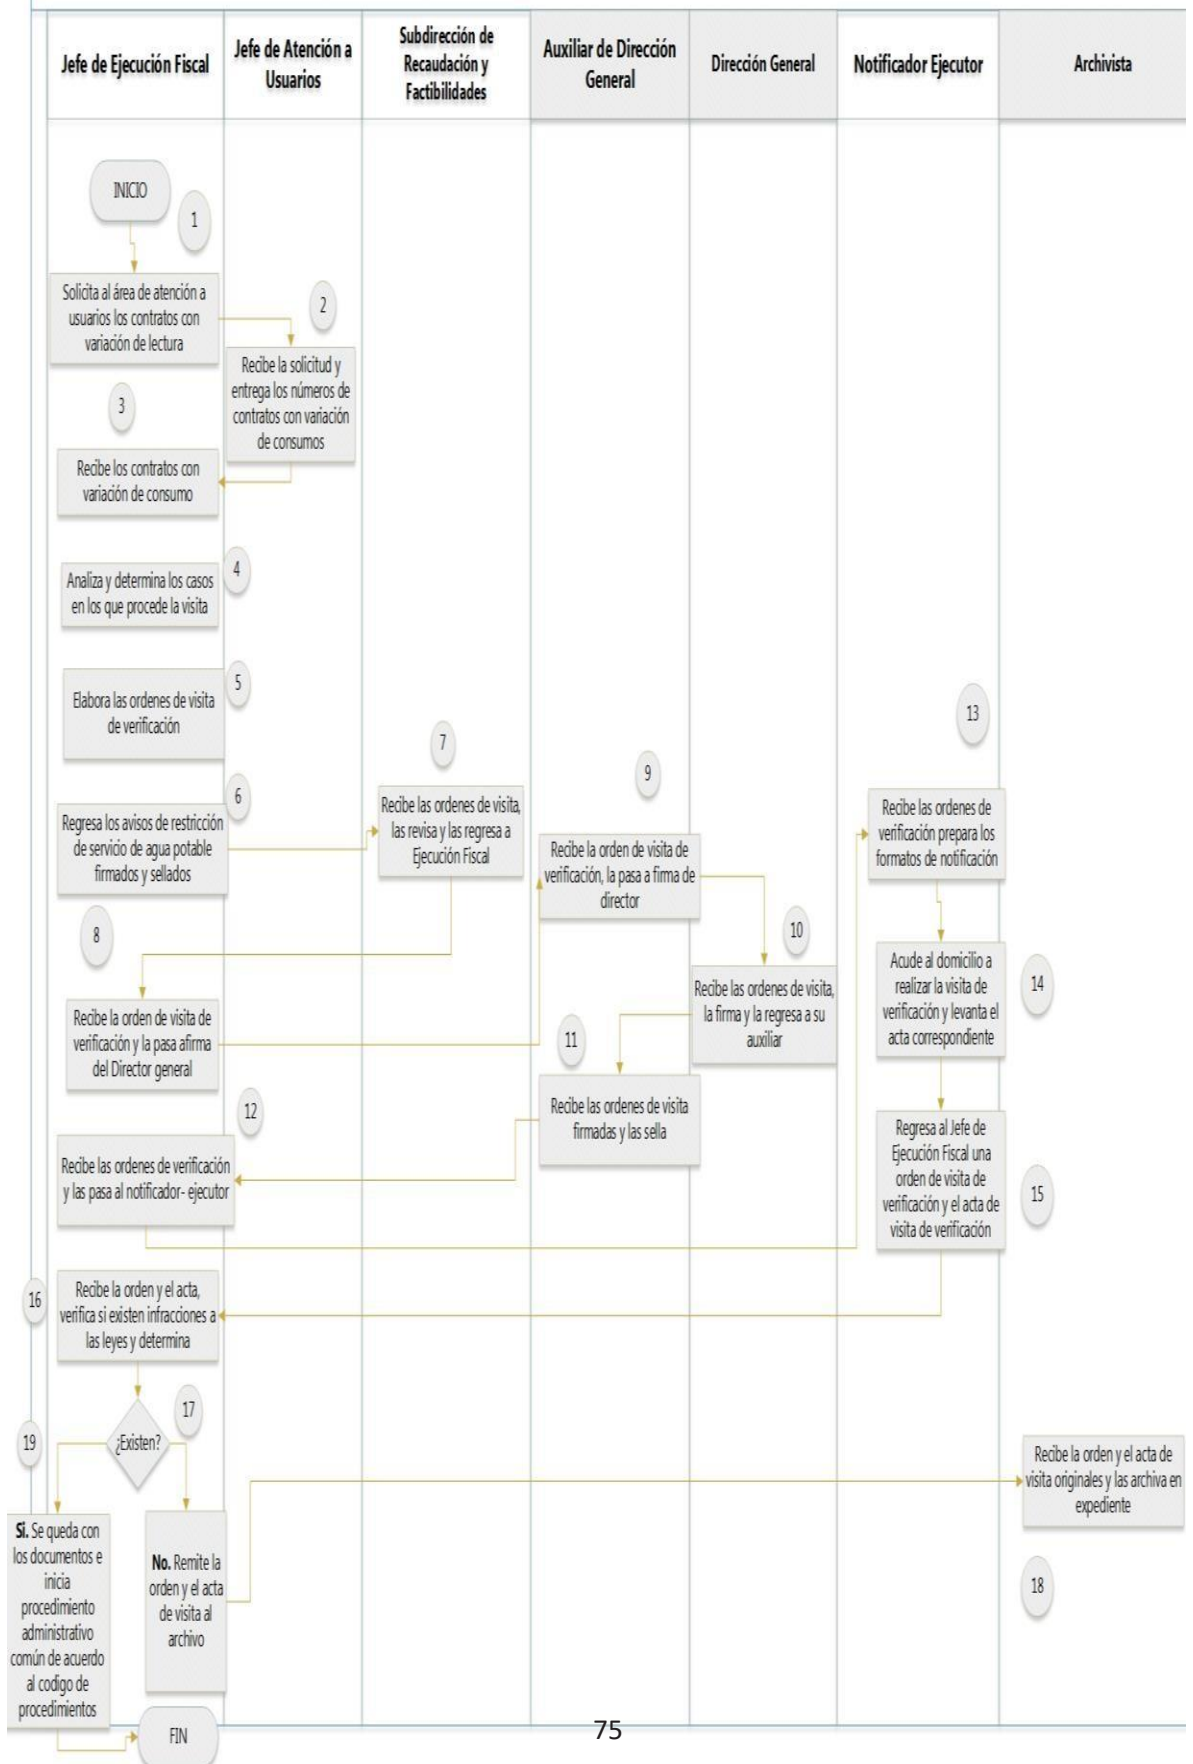 Jefe de Ejecución Fiscal
Jefe de Atención a
Usuarios
Subdirección de
Recaudación y
Factibilidades
Auxiliar de Dirección
General
Dirección General
Notificador Ejecutor
Archivista
INICIO
1
Solicita al área de atención a
usuarios los contratos con
variación de lectura
2
Recibe la solicitud y
entrega los números de
contratos con variación
de consumos
3
Recibe los contratos con
variación de consumo
4
Analiza y determina los casos
en los que procede la visita
5
Elabora las ordenes de visita
de verificación
6
Regresa los avisos de restricción
de servicio de agua potable
firmados y sellados
7
Recibe las ordenes de visita,
las revisa y las regresa a
Ejecución Fiscal
8
Recibe la orden de visita de
verificación y la pasa afirma
del Director general
9
Recibe la orden de visita de
verificación, la pasa a firma de
director
10
Recibe las ordenes de visita,
la firma y la regresa a su
auxiliar
11
Recibe las ordenes de visita
firmadas y las sella
12
Recibe las ordenes de verificación
y las pasa al notificador- ejecutor
13
Recibe las ordenes de
verificación prepara los
formatos de notificación
14
Acude al domicilio a
realizar la visita de
verificación y levanta el
acta correspondiente
15
Regresa al Jefe de
Ejecución Fiscal una
orden de visita de
verificación y el acta de
visita de verificación
16
Recibe la orden y el acta,
verifica si existen infracciones a
las leyes y determina
17
¿Existen?
No. Remite la
orden y el acta
de visita al
archivo
18
Recibe la orden y el acta de
visita originales y las archiva en
expediente
19
Si. Se queda con
los documentos e
inicia
procedimiento
administrativo
común de acuerdo
al codigo de
procedimientos
FIN
75